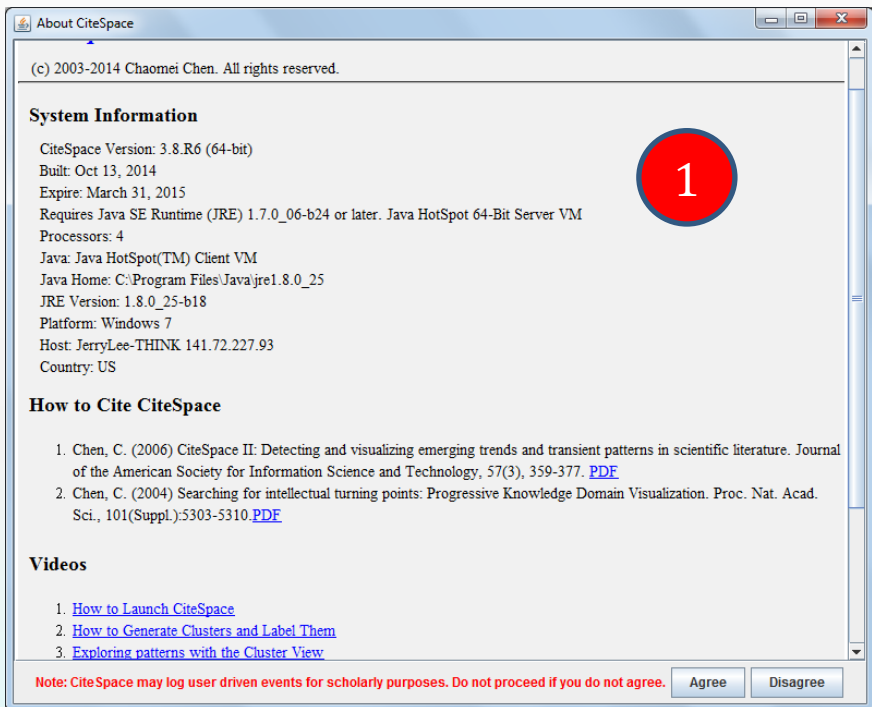 About CiteSpace
(c) 2003-2014 Chaomei Chen. All rights reserved.
System Information
CiteSpace Version: 3.8.R6 (64-bit)
Built: Oct 13, 2014
Expire: March 31, 2015
Requires Java SE Runtime (JRE) 1.7.0_06-b24 or later. Java HotSpot 64-Bit Server VM
Processors: 4
Java: Java HotSpot(TM) Client VM
Java Home: C:\Program Files\Java\jre1.8.0_25
JRE Version: 1.8.0_25-b18
Platform: Windows 7
Host: JerryLee-THINK 141.72.227.93
Country: US
1
How to Cite CiteSpace
1. Chen, C. (2006) CiteSpace II: Detecting and visualizing emerging trends and transient patterns in scientific literature. Journal
of the American Society for Information Science and Technology, 57(3), 359-377. PDF
2. Chen, C. (2004) Searching for intellectual turning points: Progressive Knowledge Domain Visualization. Proc. Nat. Acad.
Sci., 101(Suppl.):5303-5310.PDF
Videos
1. How to Launch CiteSpace
2. How to Generate Clusters and Label Them
3. Exploring patterns with the Cluster View
Note: CiteSpace may log user driven events for scholarly purposes. Do not proceed if you do not agree. Agree Disagree